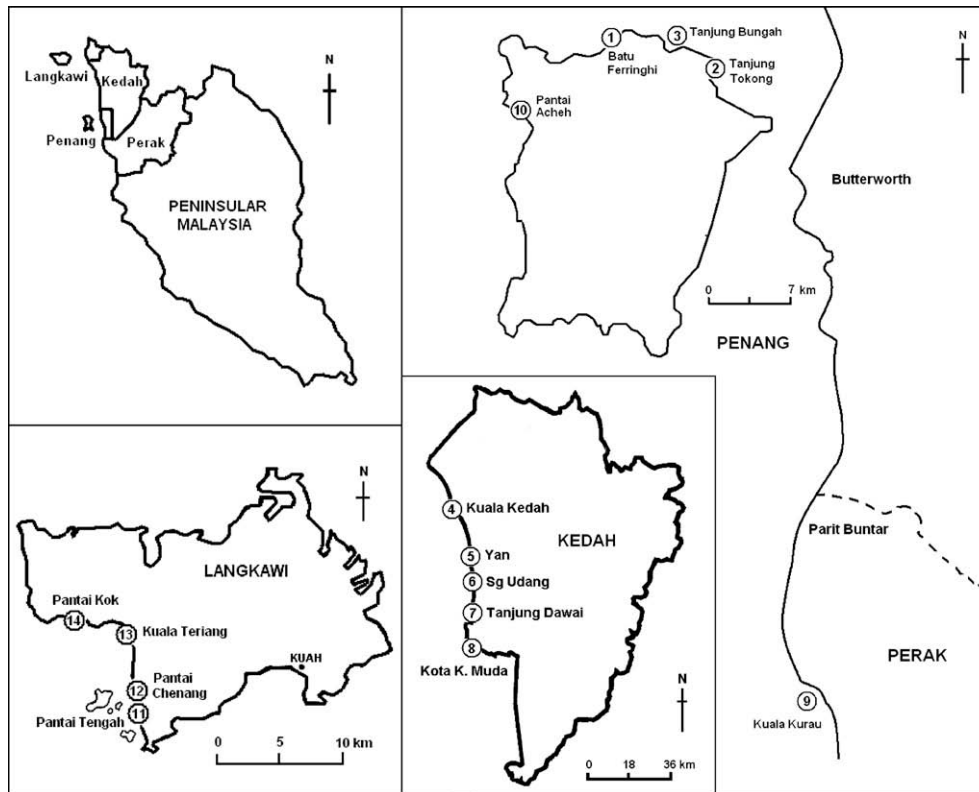 N
Langkawi
Kedah
Penang
Perak
PENINSULAR
MALAYSIA
N
1
3
Tanjung Bungah
Batu
Ferringhi
2
Tanjung
Tokong
10
Pantai
Acheh
Butterworth
0 7 km
PENANG
Parit Buntar
PERAK
9
Kuala Kurau
N
LANGKAWI
Pantai Kok
14
13
Kuala Teriang
KUAH
12
Pantai
Chenang
Pantai Tengah
11
0 5 10 km
4
Kuala Kedah
KEDAH
5
Yan
6
Sg Udang
7
Tanjung Dawai
8
Kota K. Muda
N
0 18 36 km